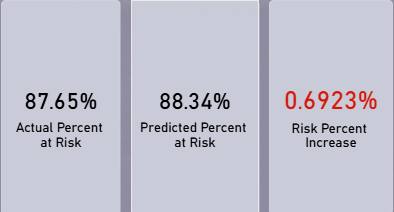 87.65%
Actual Percent
at Risk
88.34%
Predicted Percent
at Risk
0.6923%
Risk Percent
Increase